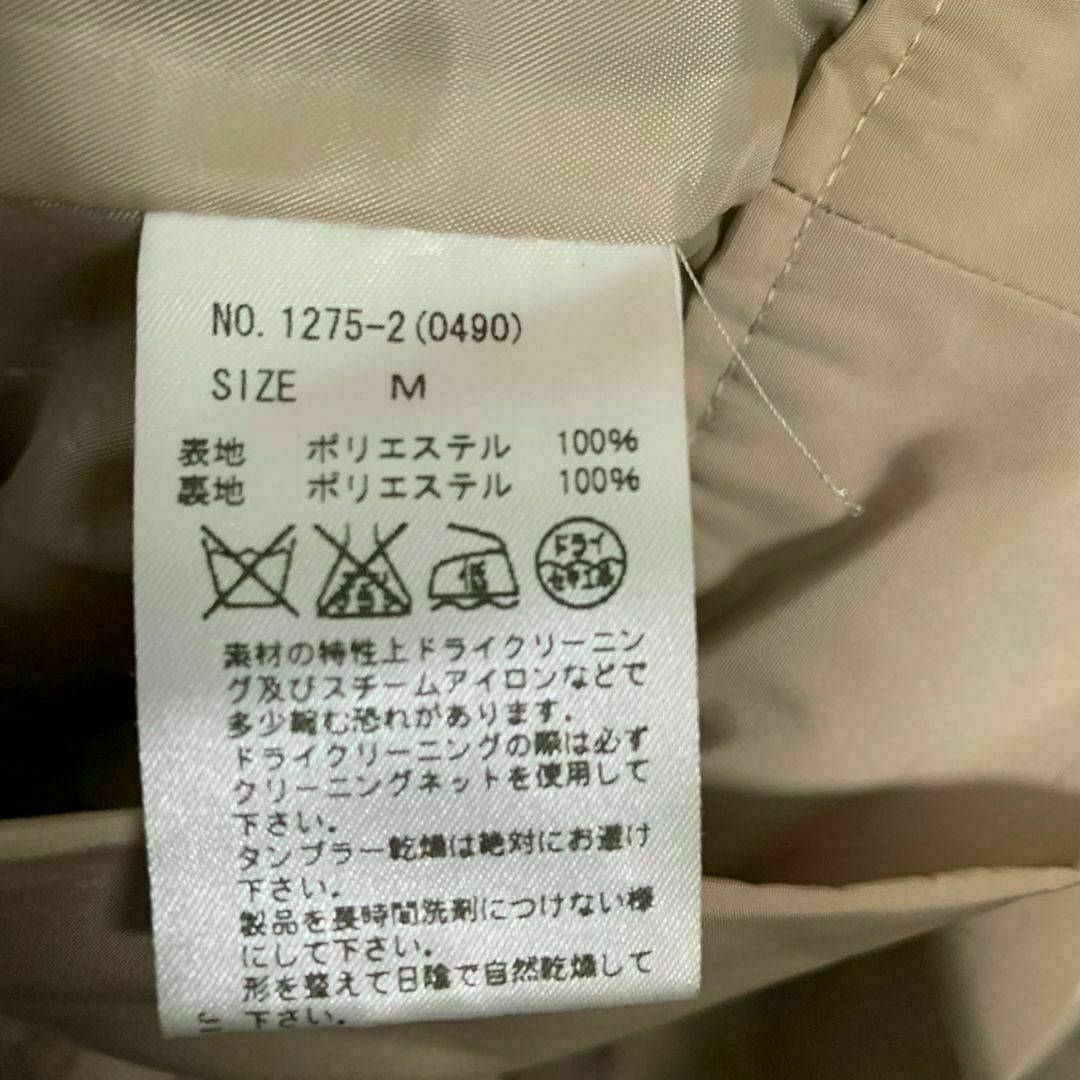 NO. 1275-2(0490)
SIZE M
表地 ポリエステル 100%
裏地 ポリエステル 100%
低 ドライ
素材の特性上ドライクリーニン
グ及びスチームアイロンなどで
多少縮む恐れがあります.
ドライクリーニングの際は必ず
クリーニングネットを使用して
下さい.
タンブラー乾燥は絶対にお避け
下さい.
製品を長時間洗剤につけない様
にして下さい.
形を整えて日陰で自然乾燥して
下さい.